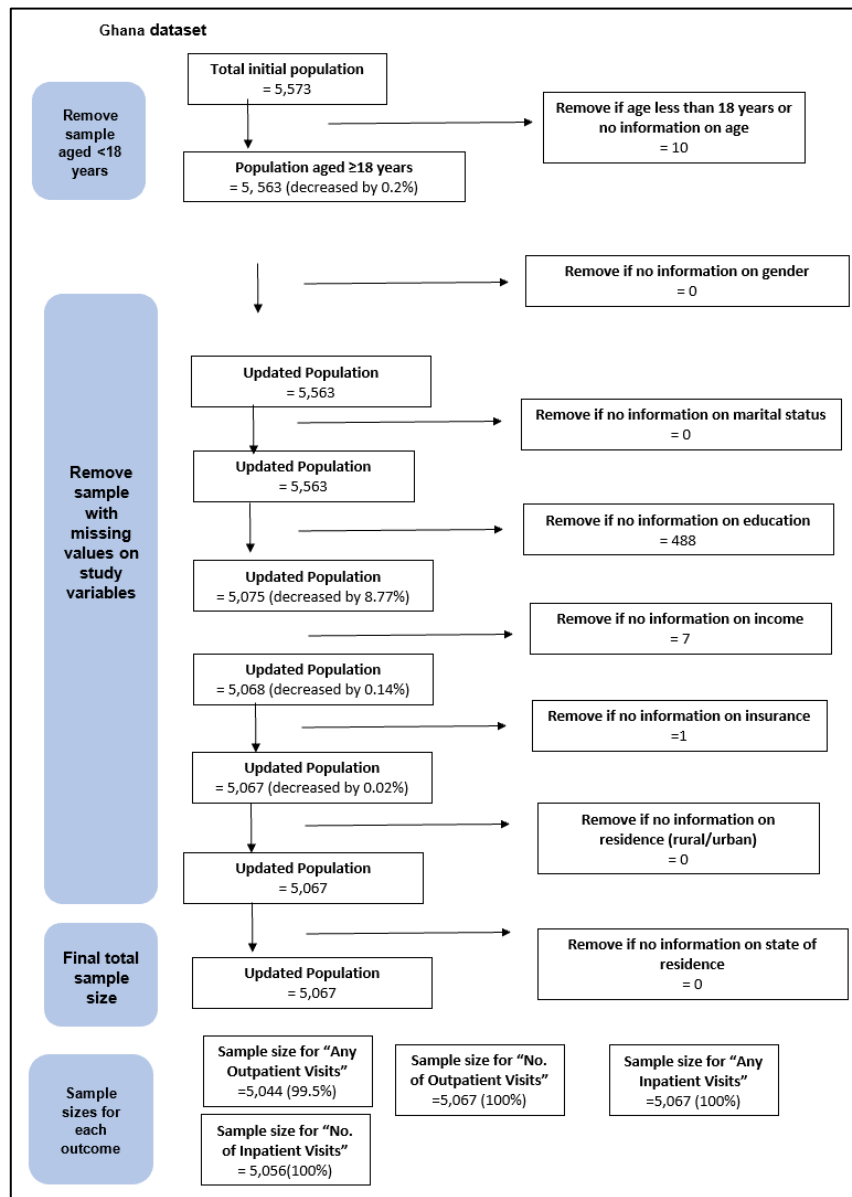 Ghana dataset
Total initial population
= 5,573
Remove
sample
aged <18
years
Remove if age less than 18 years or
no information on age
= 10
Population aged ≥18 years
= 5, 563 (decreased by 0.2%)
Remove if no information on gender
= 0
Remove
sample
with
missing
values on
study
variables
Updated Population
= 5,563
Remove if no information on marital status
= 0
Updated Population
= 5,563
Remove if no information on education
= 488
Updated Population
= 5,075 (decreased by 8.77%)
Remove if no information on income
= 7
Updated Population
= 5,068 (decreased by 0.14%)
Remove if no information on insurance
=1
Updated Population
= 5,067 (decreased by 0.02%)
Remove if no information on
residence (rural/urban)
= 0
Updated Population
= 5,067
Final total
sample
size
Remove if no information on state of
residence
= 0
Updated Population
= 5,067
Sample
sizes for
each
outcome
Sample size for “Any
Outpatient Visits”
=5,044 (99.5%)
Sample size for “No.
of Outpatient Visits”
=5,067 (100%)
Sample size for “Any
Inpatient Visits”
=5,067 (100%)
Sample size for “No.
of Inpatient Visits”
= 5,056(100%)